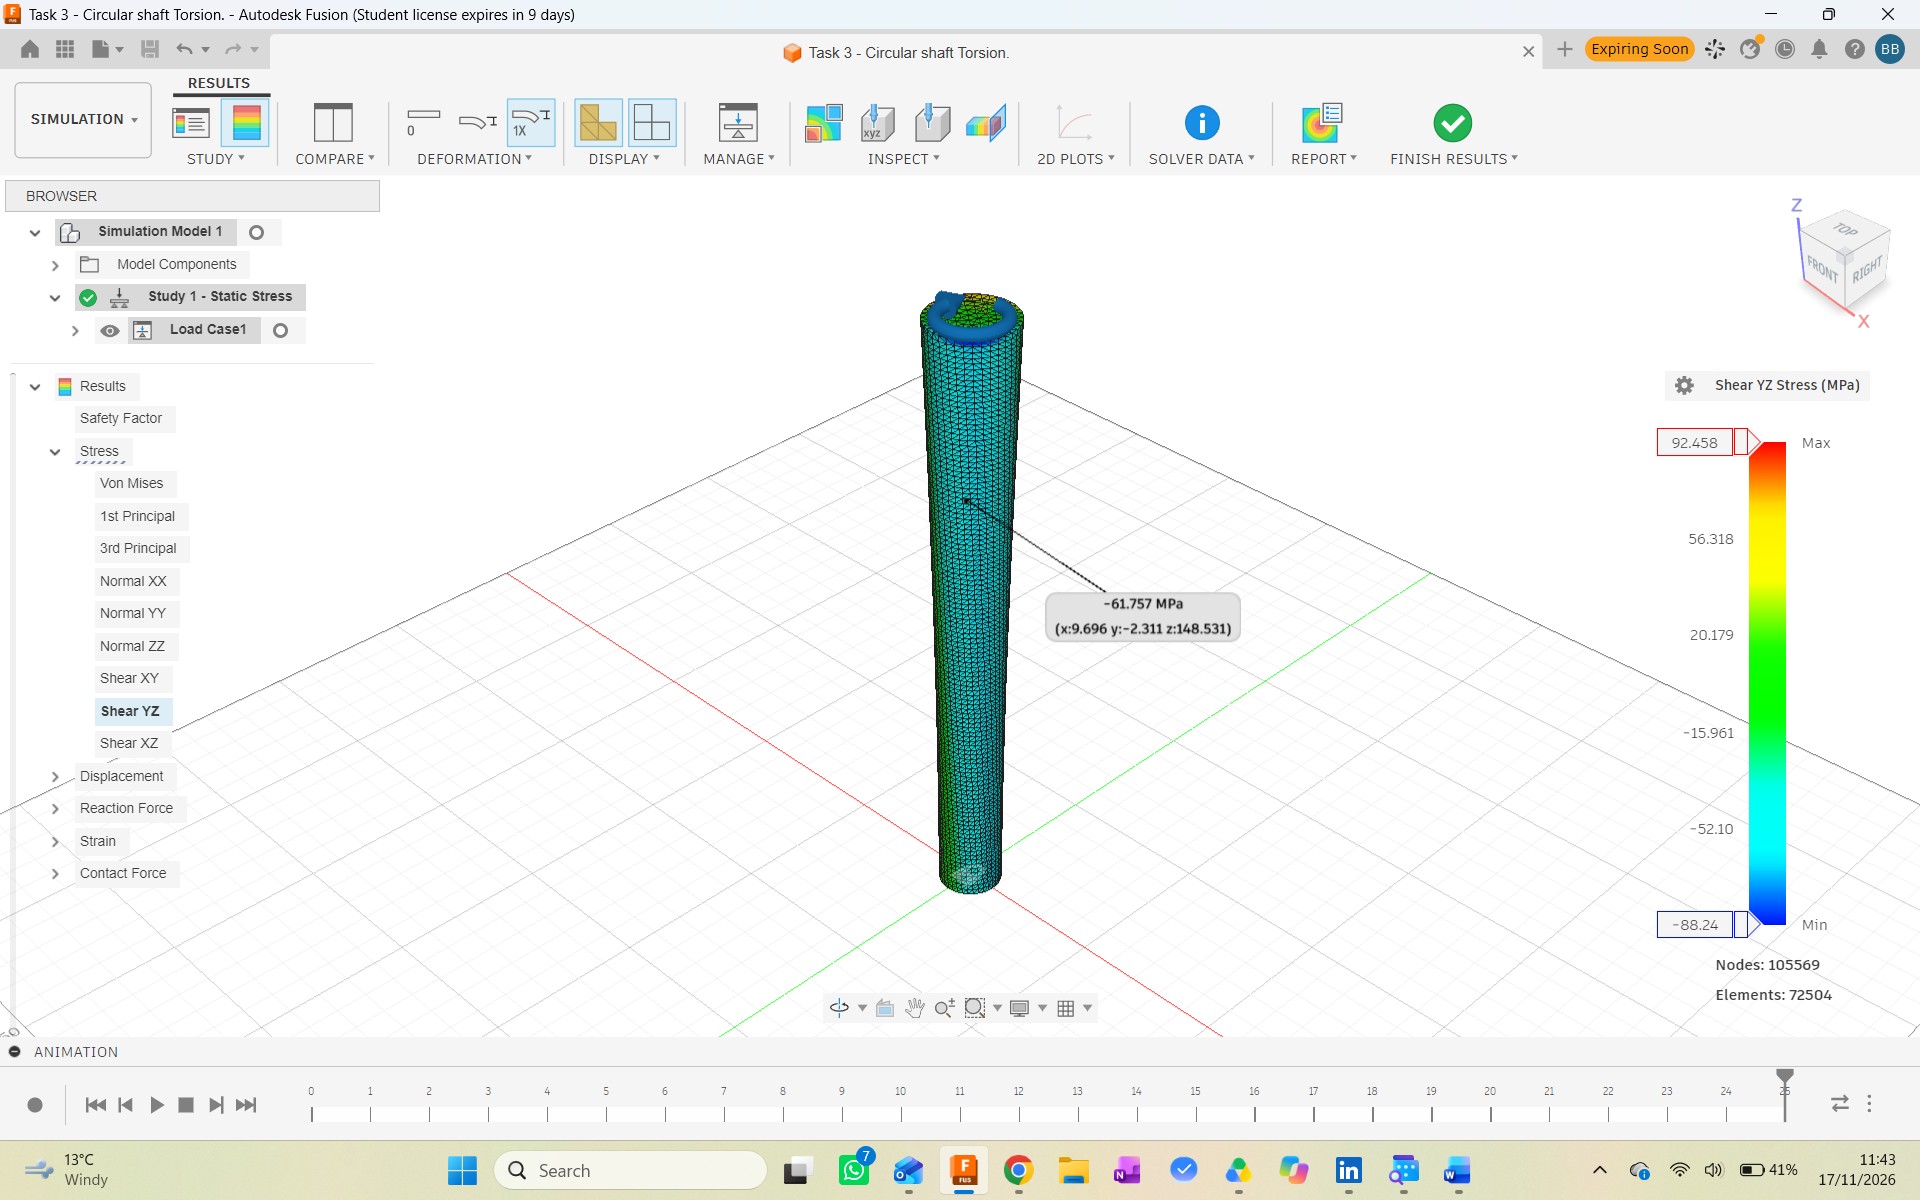 Task 3 - Circular shaft Torsion. - Autodesk Fusion (Student license expires in 9 days)
Task 3 - Circular shaft Torsion.
Expiring Soon
BB
SIMULATION
RESULTS
0
1X
xyz
STUDY
COMPARE
DEFORMATION
DISPLAY
MANAGE
INSPECT
2D PLOTS
SOLVER DATA
REPORT
FINISH RESULTS
BROWSER
Simulation Model 1
Model Components
Study 1 - Static Stress
Load Case1
Results
Safety Factor
Stress
Von Mises
1st Principal
3rd Principal
Normal XX
Normal YY
Normal ZZ
Shear XY
Shear YZ
Shear XZ
Displacement
Reaction Force
Strain
Contact Force
-61.757 MPa
(x:9.696 y:-2.311 z:148.531)
Z
TOP
FRONT
RIGHT
X
Shear YZ Stress (MPa)
92.458
Max
56.318
20.179
-15.961
-52.10
-88.24
Min
Nodes: 105569
Elements: 72504
ANIMATION
0 1 2 3 4 5 6 7 8 9 10 11 12 13 14 15 16 17 18 19 20 21 22 23 24 25
13°C
Windy
Search
7
F
FUS
N
in
W
41%
11:43
17/11/2026